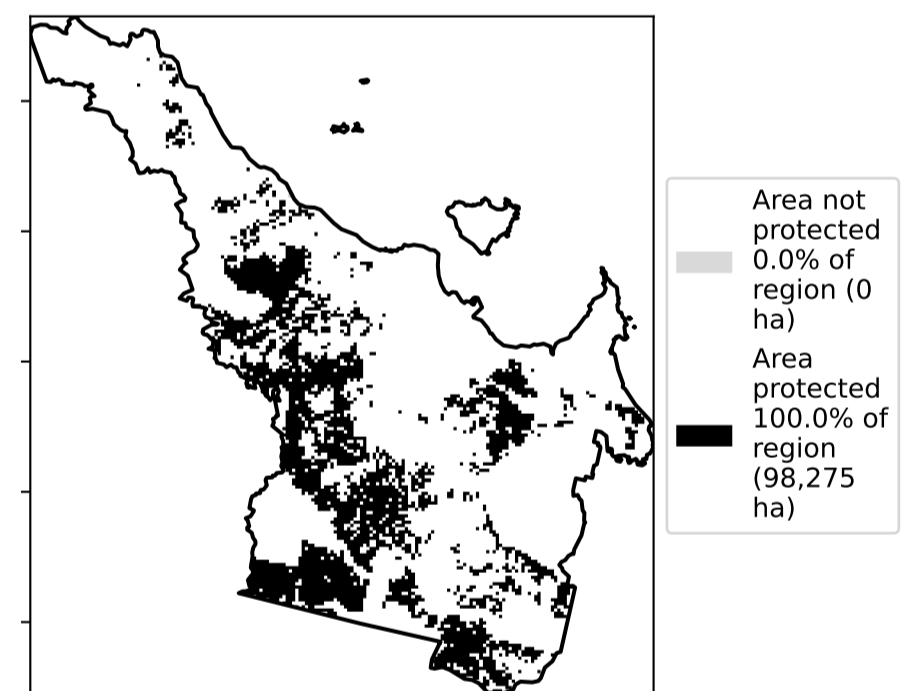 Area not
protected
0.0% of
region (0
ha)
Area
protected
100.0% of
region
(98,275
ha)